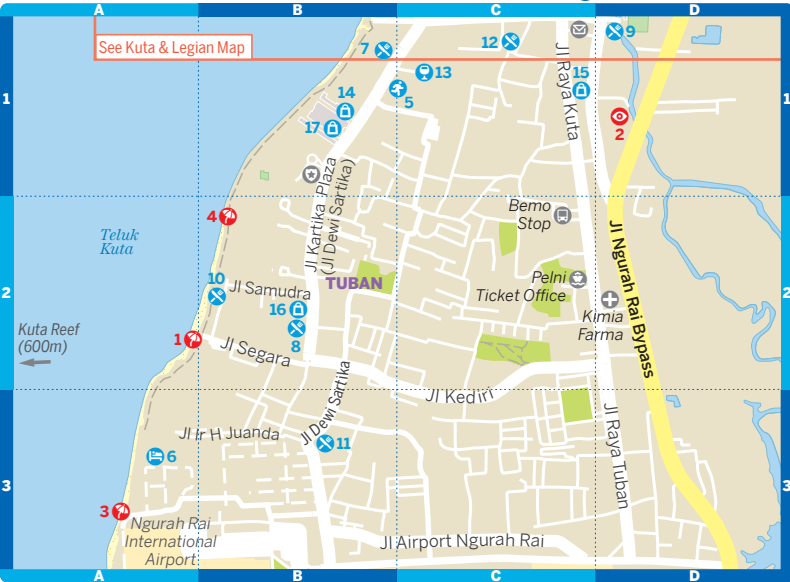 A
B
C
D
See Kuta & Legian Map
7
12
9
13
5
14
17
15
2
Jl Raya Kuta
1
1
Jl Kartika Plaza
(Jl Dewi Sartika)
4
Bemo
Stop
Teluk
Kuta
Jl Ngurah Rai Bypass
10
Jl Samudra
TUBAN
Pelni
Ticket Office
2
2
16
8
Kimia
Farma
Kuta Reef
(600m)
1
Jl Segara
Jl Dewi Sartika
Jl Kediri
Jl Raya Tuban
Jl Ir H Juanda
11
6
3
3
3
Ngurah Rai
International
Airport
Jl Airport Ngurah Rai
A
B
C
D